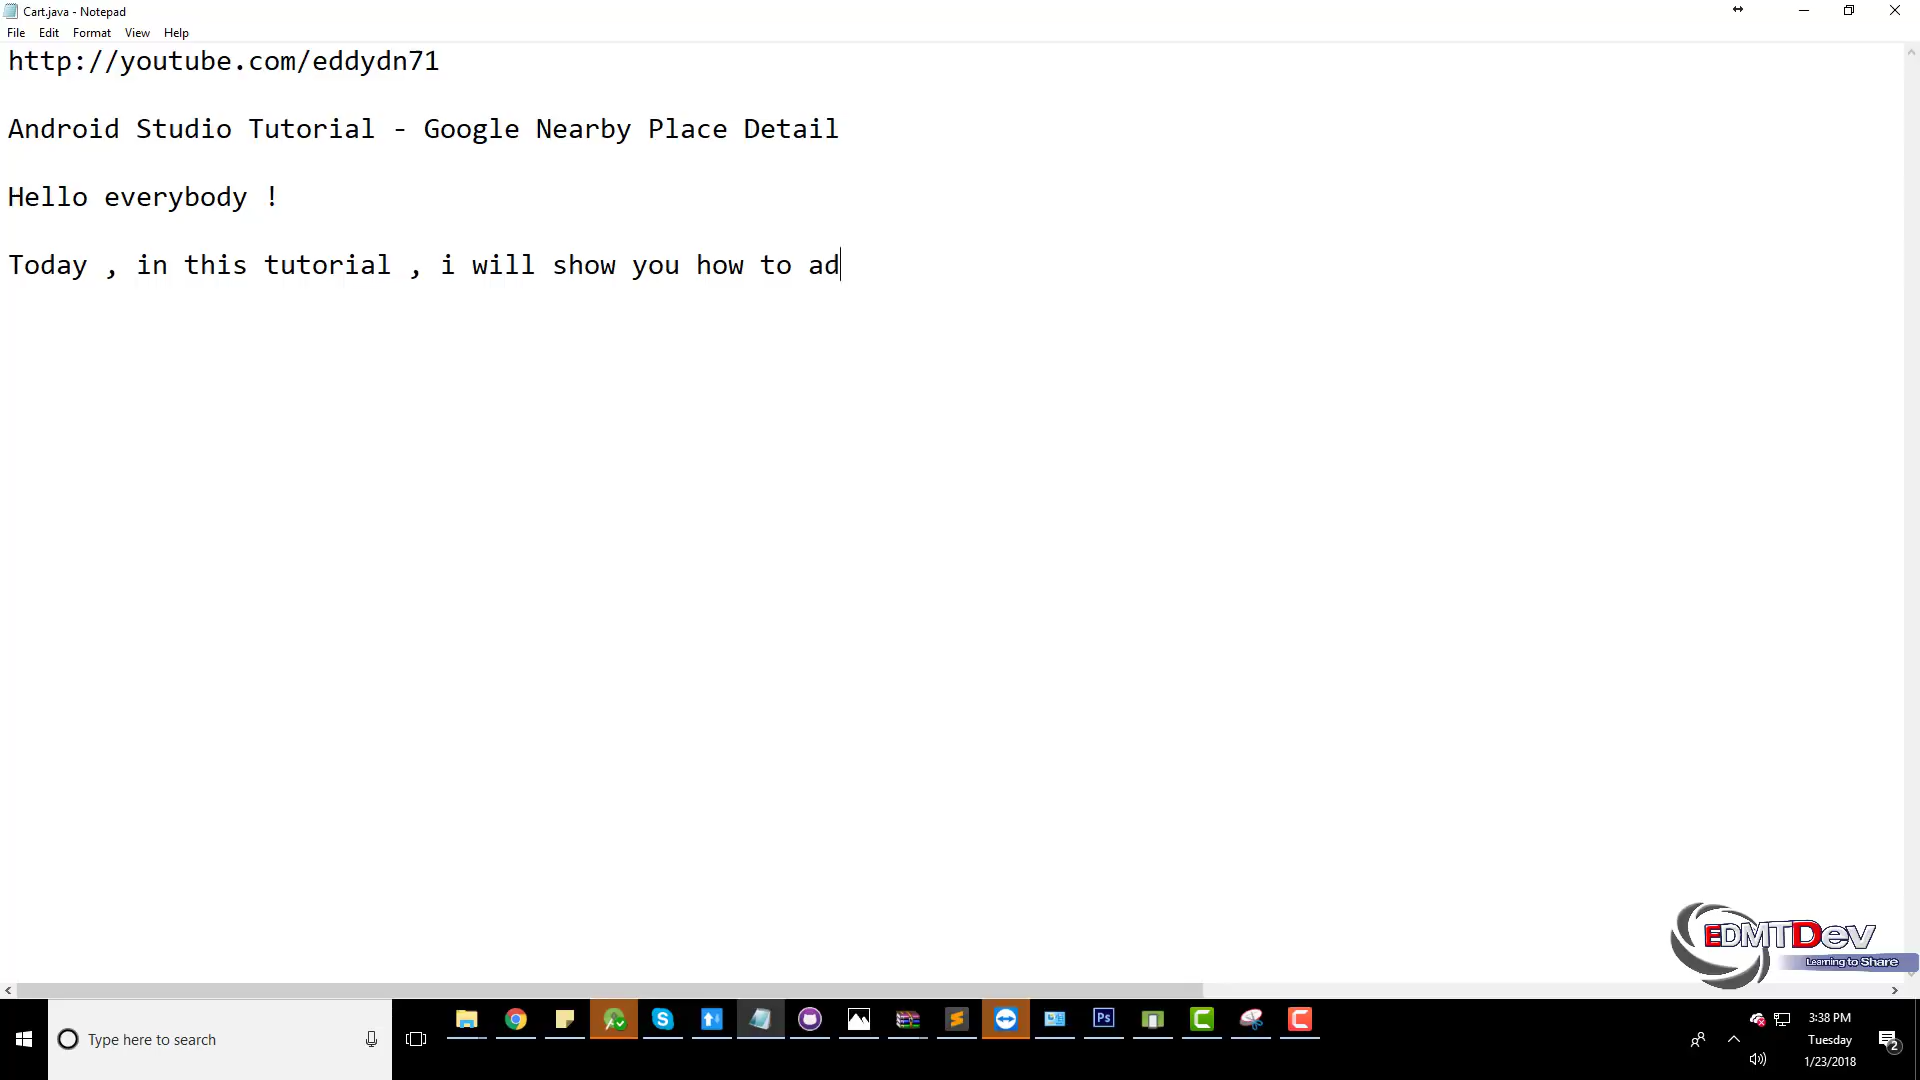 Cart.java - Notepad
File Edit Format View Help
http://youtube.com/eddydn71
Android Studio Tutorial - Google Nearby Place Detail
Hello everybody !
Today , in this tutorial , i will show you how to ad
EDMTDev
Learning to Share
Type here to search
Ps
3:38 PM
Tuesday
1/23/2018
2